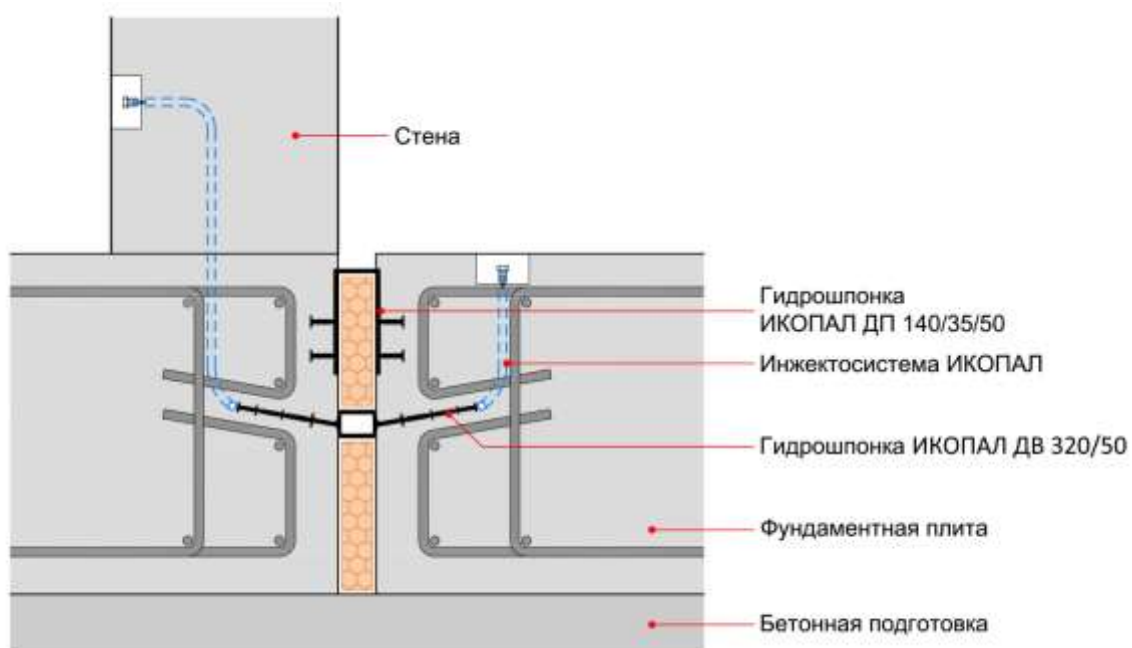 Стена
Гидрошпонка
ИКОПАЛ ДП 140/35/50
Инжектосистема ИКОПАЛ
Гидрошпонка ИКОПАЛ ДВ 320/50
Фундаментная плита
Бетонная подготовка